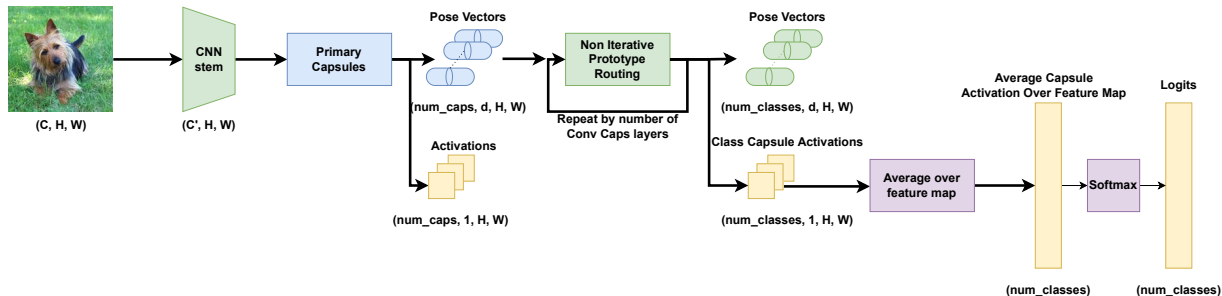 (C, H, W)
CNN
stem
(C', H, W)
Primary
Capsules
Pose Vectors
(num_caps, d, H, W)
Activations
(num_caps, 1, H, W)
Non Iterative
Prototype
Routing
Repeat by number of
Conv Caps layers
Pose Vectors
(num_classes, d, H, W)
Class Capsule Activations
(num_classes, 1, H, W)
Average over
feature map
Average Capsule
Activation Over Feature Map
(num_classes)
Softmax
Logits
(num_classes)